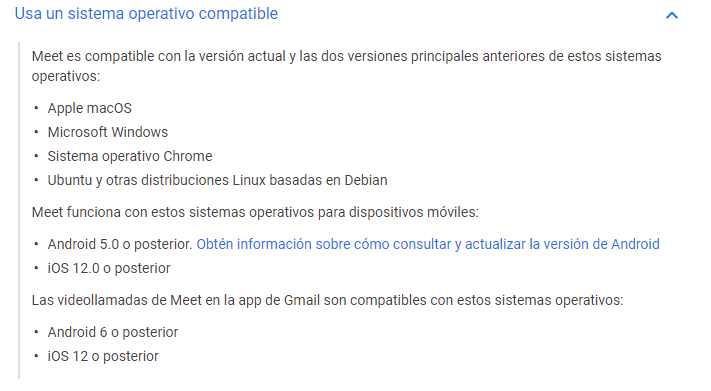 Usa un sistema operativo compatible
Meet es compatible con la versión actual y las dos versiones principales anteriores de estos sistemas
operativos:
• Apple macOS
• Microsoft Windows
• Sistema operativo Chrome
• Ubuntu y otras distribuciones Linux basadas en Debian
Meet funciona con estos sistemas operativos para dispositivos móviles:
• Android 5.0 o posterior. Obtén información sobre cómo consultar y actualizar la versión de Android
• iOS 12.0 o posterior
Las videollamadas de Meet en la app de Gmail son compatibles con estos sistemas operativos:
• Android 6 o posterior
• iOS 12 o posterior